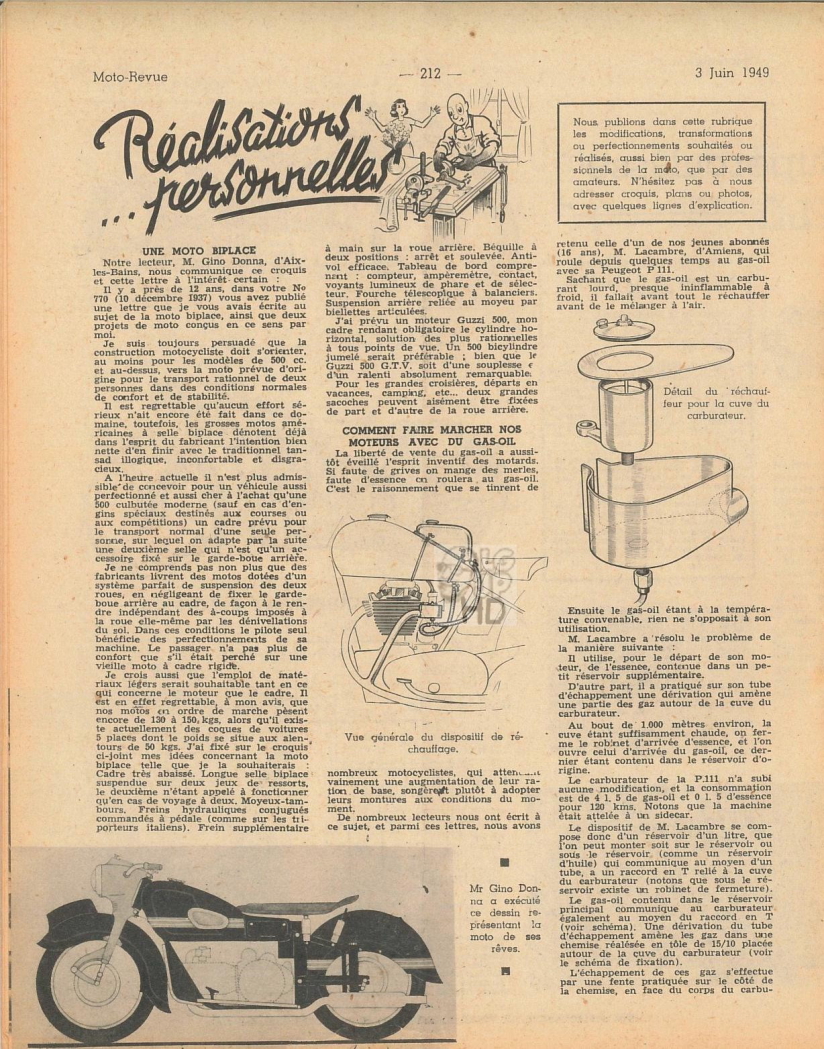 Moto-Revue
— 212 —
3 Juin 1949
Réalisations
... personnelles
Nous publions dans cette rubrique
les modifications, transformations
ou perfectionnements souhaités ou
réalisés, aussi bien par des profes-
sionnels de la moto, que par des
amateurs. N'hésitez pas à nous
adresser croquis, plans ou photos,
avec quelques lignes d'explication.
UNE MOTO BIPLACE
Notre lecteur, M. Gino Donna, d'Aix-
les-Bains, nous communique ce croquis
et cette lettre à l'intérêt certain :
Il y a près de 12 ans, dans votre No
770 (10 décembre 1937) vous avez publié
une lettre que je vous avais écrite au
sujet de la moto biplace, ainsi que deux
projets de moto conçus en ce sens par
moi.
Je suis toujours persuadé que la
construction motocycliste doit s'orienter,
au moins pour les modèles de 500 cc.
et au-dessus, vers la moto prévue d'ori-
gine pour le transport rationnel de deux
personnes dans des conditions normales
de confort et de stabilité.
Il est regrettable qu'aucun effort sé-
rieux n'ait encore été fait dans ce do-
maine, toutefois, les grosses motos amé-
ricaines à selle biplace dénotent déjà
dans l'esprit du fabricant l'intention bien
nette d'en finir avec le traditionnel tan-
sad illogique, inconfortable et disgra-
cieux.
A l'heure actuelle il n'est plus admis-
sible de concevoir pour un véhicule aussi
perfectionné et aussi cher à l'achat qu'une
500 culbutée moderne (sauf en cas d'en-
gins spéciaux destinés aux courses ou
aux compétitions) un cadre prévu pour
le transport normal d'une seule per-
sonne, sur lequel on adapte par la suite
une deuxième selle qui n'est qu'un ac-
cessoire fixé sur le garde-boue arrière.
Je ne comprends pas non plus que des
fabricants livrent des motos dotées d'un
système parfait de suspension des deux
roues, en négligeant de fixer le garde-
boue arrière au cadre, de façon à le ren-
dre indépendant des à-coups imposés à
la roue elle-même par les dénivellations
du sol. Dans ces conditions le pilote seul
bénéficie des perfectionnements de sa
machine. Le passager n'a pas plus de
confort que s'il était perché sur une
vieille moto à cadre rigide.
Je crois aussi que l'emploi de maté-
riaux légers serait souhaitable tant en ce
qui concerne le moteur que le cadre. Il
est en effet regrettable, à mon avis, que
nos motos en ordre de marche pèsent
encore de 130 à 150 kgs, alors qu'il exis-
te actuellement des coques de voitures
5 places dont le poids se situe aux alen-
tours de 50 kgs. J'ai fixé sur le croquis
ci-joint mes idées concernant la moto
biplace telle que je la souhaiterais :
Cadre très abaissé. Longue selle biplace
suspendue sur deux jeux de ressorts,
le deuxième n'étant appelé à fonctionner
qu'en cas de voyage à deux. Moyeux-tam-
bours. Freins hydrauliques conjugués
commandés à pédale (comme sur les tri-
porteurs italiens). Frein supplémentaire
à main sur la roue arrière. Béquille à
deux positions : arrêt et soulevée. Anti-
vol efficace. Tableau de bord compre-
nant : compteur, ampèremètre, contact,
voyants lumineux de phare et de sélec-
teur. Fourche télescopique à balanciers.
Suspension arrière reliée au moyeu par
biellettes articulées.
J'ai prévu un moteur Guzzi 500, mon
cadre rendant obligatoire le cylindre ho-
rizontal, solution des plus rationnelles
à tous points de vue. Un 500 bicylindre
jumelé serait préférable ; bien que le
Guzzi 500 G.T.V. soit d'une souplesse e
d'un ralenti absolument remarquable.
Pour les grandes croisières, départs en
vacances, camping, etc... deux grandes
sacoches peuvent aisément être fixées
de part et d'autre de la roue arrière.
COMMENT FAIRE MARCHER NOS
MOTEURS AVEC DU GAS-OIL
La liberté de vente du gas-oil a aussi-
tôt éveillé l'esprit inventif des motards.
Si faute de grives on mange des merles,
faute d'essence on roulera au gas-oil.
C'est le raisonnement que se tinrent de
Vue générale du dispositif de ré-
chauffage.
nombreux motocyclistes, qui
vainement une augmentation de leur ra-
tion de base, songèrent plutôt à adopter
leurs montures aux conditions du mo-
ment.
De nombreux lecteurs nous ont écrit à
ce sujet, et parmi ces lettres, nous avons
Mr Gino Don-
na a exécuté
ce dessin re-
présentant la
moto de ses
rêves.
retenu celle d'un de nos jeunes abonnés
(16 ans), M. Lacambre, d'Amiens, qui
roule depuis quelques temps au gas-oil
avec sa Peugeot P 111.
Sachant que le gas-oil est un carbu-
rant lourd, presque ininflammable à
froid, il fallait avant tout le réchauffer
avant de le mélanger à l'air.
Détail du réchauf-
feur pour la cuve du
carburateur.
Ensuite le gas-oil étant à la tempéra-
ture convenable, rien ne s'opposait à son
utilisation.
M. Lacambre a résolu le problème de
la manière suivante :
Il utilise, pour le départ de son mo-
teur, de l'essence, contenue dans un pe-
tit réservoir supplémentaire.
D'autre part, il a pratiqué sur son tube
d'échappement une dérivation qui amène
une partie des gaz autour de la cuve du
carburateur.
Au bout de 1.000 mètres environ, la
cuve étant suffisamment chaude, on fer-
me le robinet d'arrivée d'essence, et l'on
ouvre celui d'arrivée du gas-oil, ce der-
nier étant contenu dans le réservoir d'o-
rigine.
Le carburateur de la P.111 n'a subi
aucune modification, et la consommation
est de 4 l. 5 de gas-oil et 0 l. 5 d'essence
pour 120 kms. Notons que la machine
était attelée à un sidecar.
Le dispositif de M. Lacambre se com-
pose donc d'un réservoir d'un litre, que
l'on peut monter soit sur le réservoir ou
sous le réservoir (comme un réservoir
d'huile) qui communique au moyen d'un
tube, a un raccord en T relié à la cuve
du carburateur (notons que sous le ré-
servoir existe un robinet de fermeture).
Le gas-oil contenu dans le réservoir
principal communique au carburateur
également au moyen du raccord en T
(voir schéma). Une dérivation du tube
d'échappement amène les gaz dans une
chemise réalésée en tôle de 15/10 placée
autour de la cuve du carburateur (voir
le schéma de fixation).
L'échappement de ces gaz s'effectue
par une fente pratiquée sur le côté de
la chemise, en face du corps du carbu-